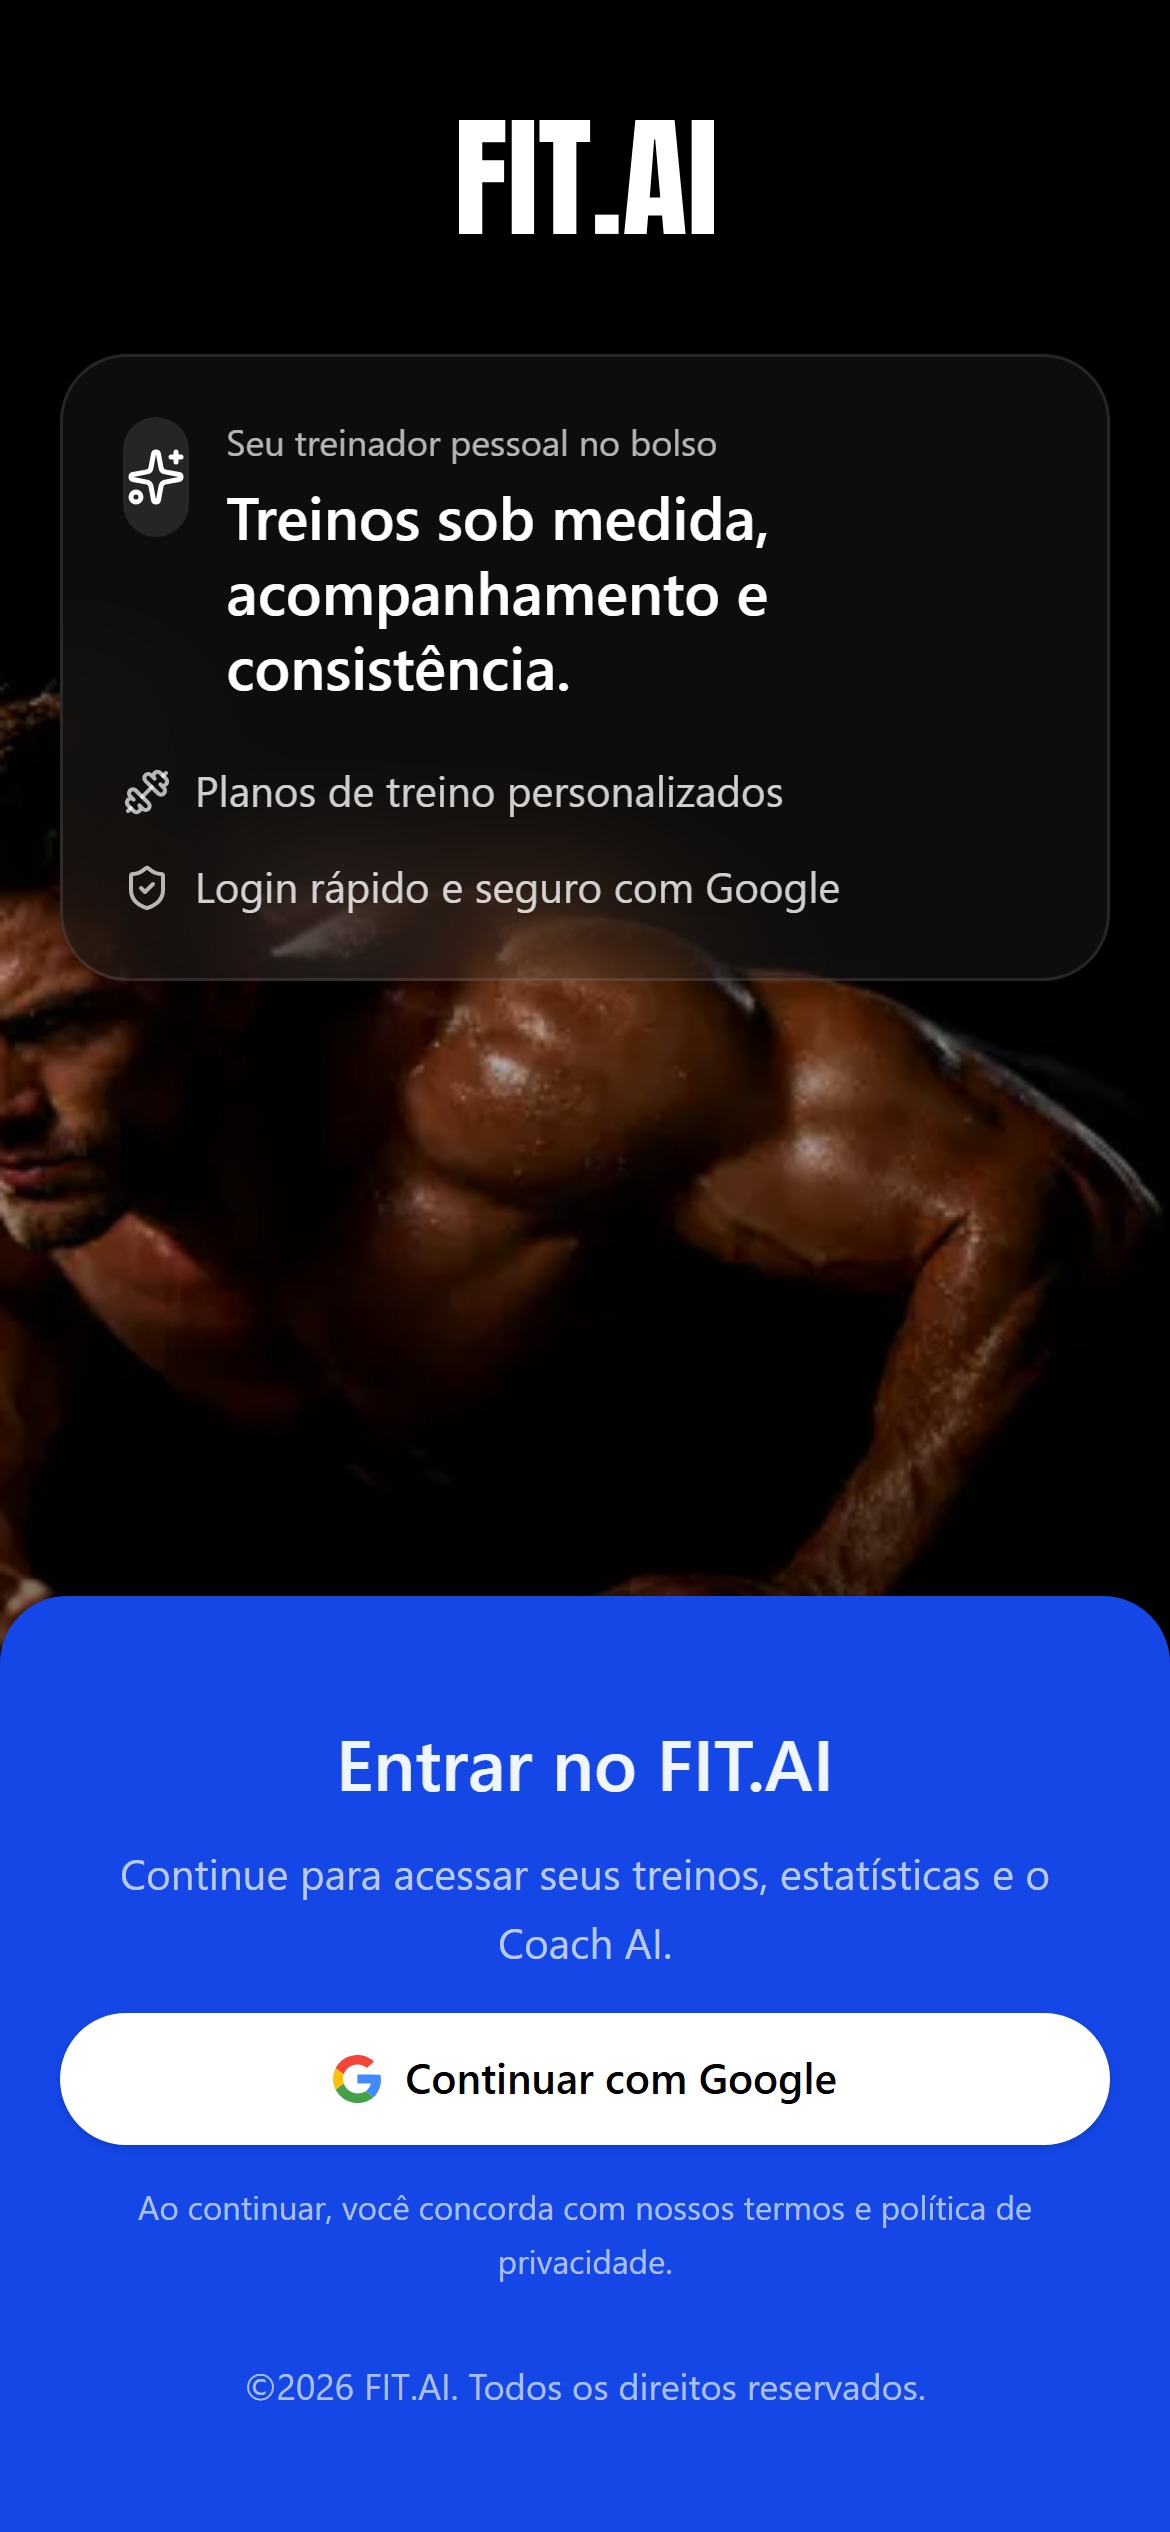 FIT.AI
Seu treinador pessoal no bolso
Treinos sob medida,
acompanhamento e
consistência.
Planos de treino personalizados
Login rápido e seguro com Google
Entrar no FIT.AI
Continue para acessar seus treinos, estatísticas e o
Coach AI.
Continuar com Google
Ao continuar, você concorda com nossos termos e política de
privacidade.
©2026 FIT.AI. Todos os direitos reservados.